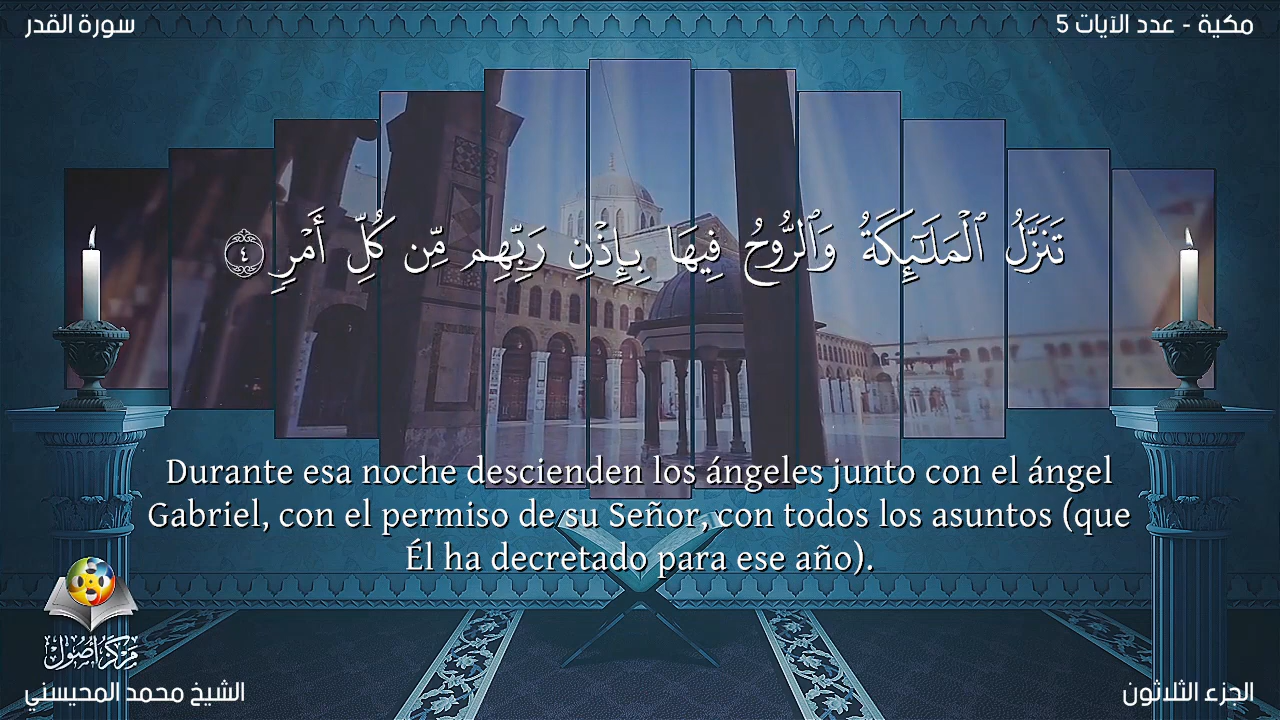 سورة القدر
مكية - عدد الآيات 5
تَنَزَّلُ ٱلْمَلَـٰٓئِكَةُ وَٱلرُّوحُ فِيهَا بِإِذْنِ رَبِّهِم مِّن كُلِّ أَمْرٍ ٤
Durante esa noche descienden los ángeles junto con el ángel
Gabriel, con el permiso de su Señor, con todos los asuntos (que
Él ha decretado para ese año).
مركز أصول
الشيخ محمد المحيسني
الجزء الثلاثون